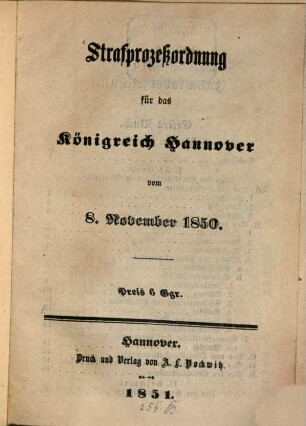 Strafprozeßordnung
für das
Königreich Hannover
vom
8. November 1850.
Preis 6 Ggr.
Hannover.
Druck und Verlag von A. L. Pockwitz.
1851.